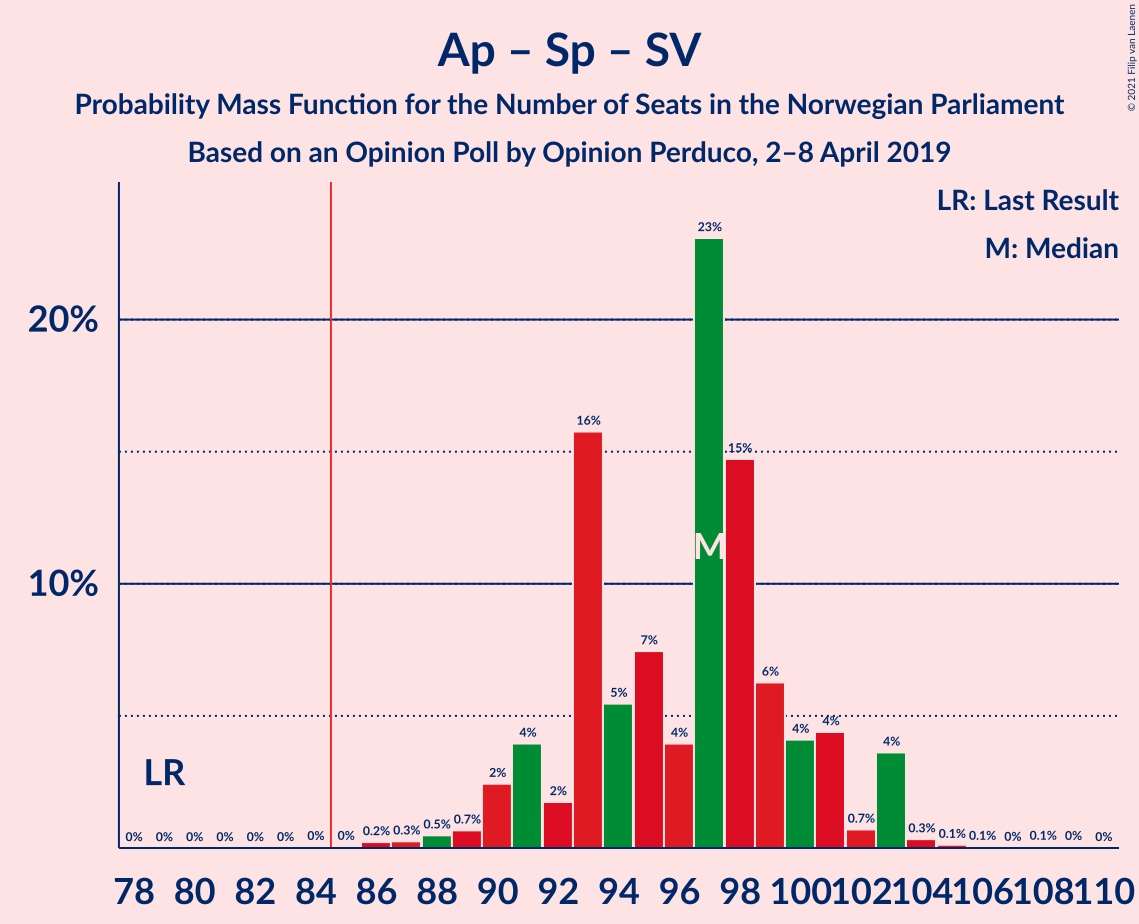 Ap – Sp – SV
Probability Mass Function for the Number of Seats in the Norwegian Parliament
Based on an Opinion Poll by Opinion Perduco, 2–8 April 2019
© 2021 Filip van Laenen
LR: Last Result
M: Median
20%
10%
LR
M
0% 0% 0% 0% 0% 0% 0% 0% 0.2% 0.3% 0.5% 0.7% 2% 4% 2% 16% 5% 7% 4% 23% 15% 6% 4% 4% 0.7% 4% 0.3% 0.1% 0.1% 0% 0.1% 0% 0%
78 80 82 84 86 88 90 92 94 96 98 100 102 104 106 108 110